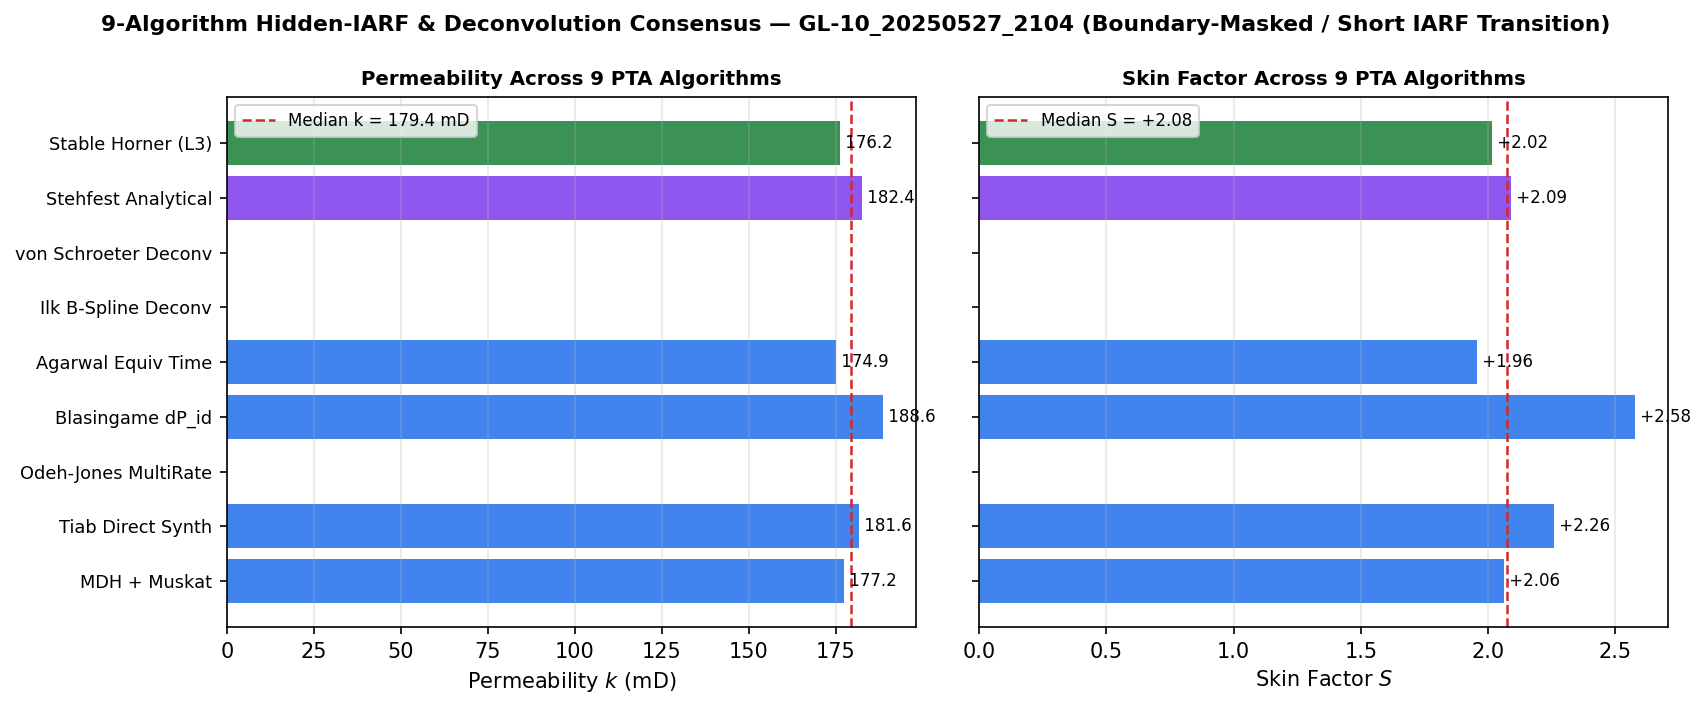 9-Algorithm Hidden-IARF & Deconvolution Consensus — GL-10_20250527_2104 (Boundary-Masked / Short IARF Transition)
Permeability Across 9 PTA Algorithms
Median k = 179.4 mD
Stable Horner (L3)
176.2
Stehfest Analytical
182.4
von Schroeter Deconv
Ilk B-Spline Deconv
Agarwal Equiv Time
174.9
Blasingame dP_id
188.6
Odeh-Jones MultiRate
Tiab Direct Synth
181.6
MDH + Muskat
177.2
0 25 50 75 100 125 150 175
Permeability k (mD)
Skin Factor Across 9 PTA Algorithms
Median S = +2.08
+2.02
+2.09
+1.96
+2.58
+2.26
+2.06
0.0 0.5 1.0 1.5 2.0 2.5
Skin Factor S